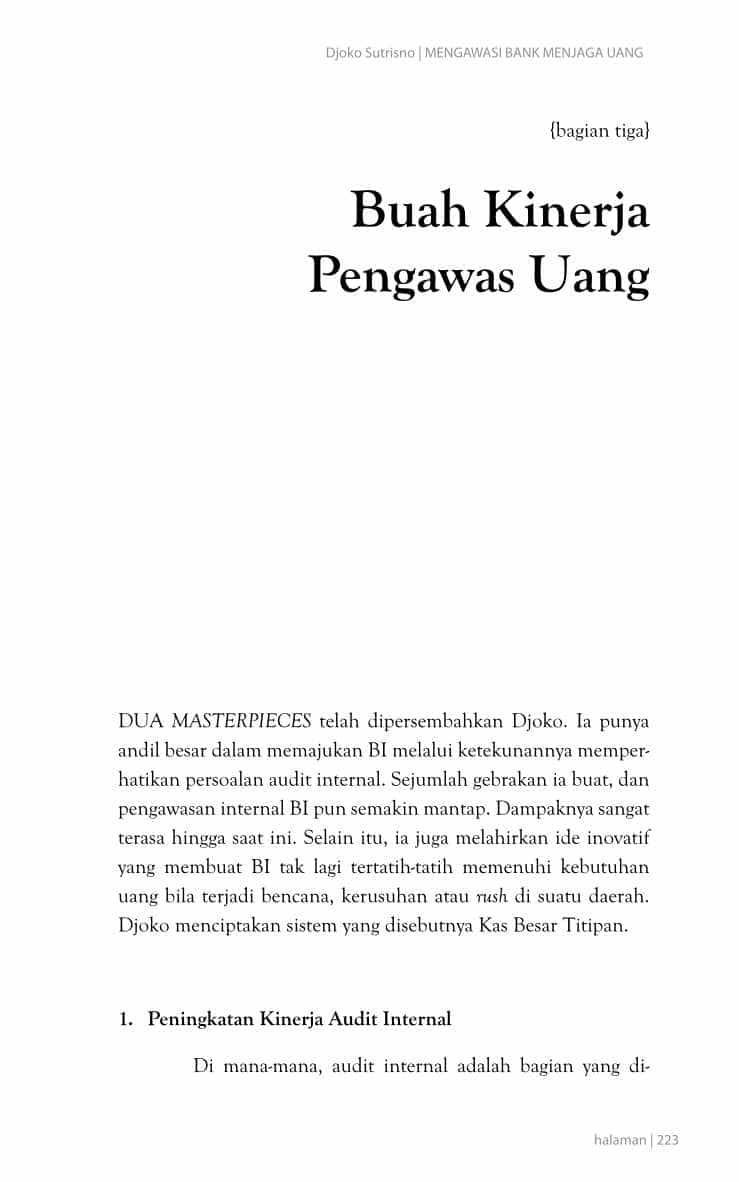 Djoko Sutrisno | MENGAWASI BANK MENJAGA UANG
{bagian tiga}
Buah Kinerja
Pengawas Uang
DUA MASTERPIECES telah dipersembahkan Djoko. Ia punya
andil besar dalam memajukan BI melalui ketekunannya memper-
hatikan persoalan audit internal. Sejumlah gebrakan ia buat, dan
pengawasan internal BI pun semakin mantap. Dampaknya sangat
terasa hingga saat ini. Selain itu, ia juga melahirkan ide inovatif
yang membuat BI tak lagi tertatih-tatih memenuhi kebutuhan
uang bila terjadi bencana, kerusuhan atau rush di suatu daerah.
Djoko menciptakan sistem yang disebutnya Kas Besar Titipan.
1. Peningkatan Kinerja Audit Internal
Di mana-mana, audit internal adalah bagian yang di-
halaman | 223